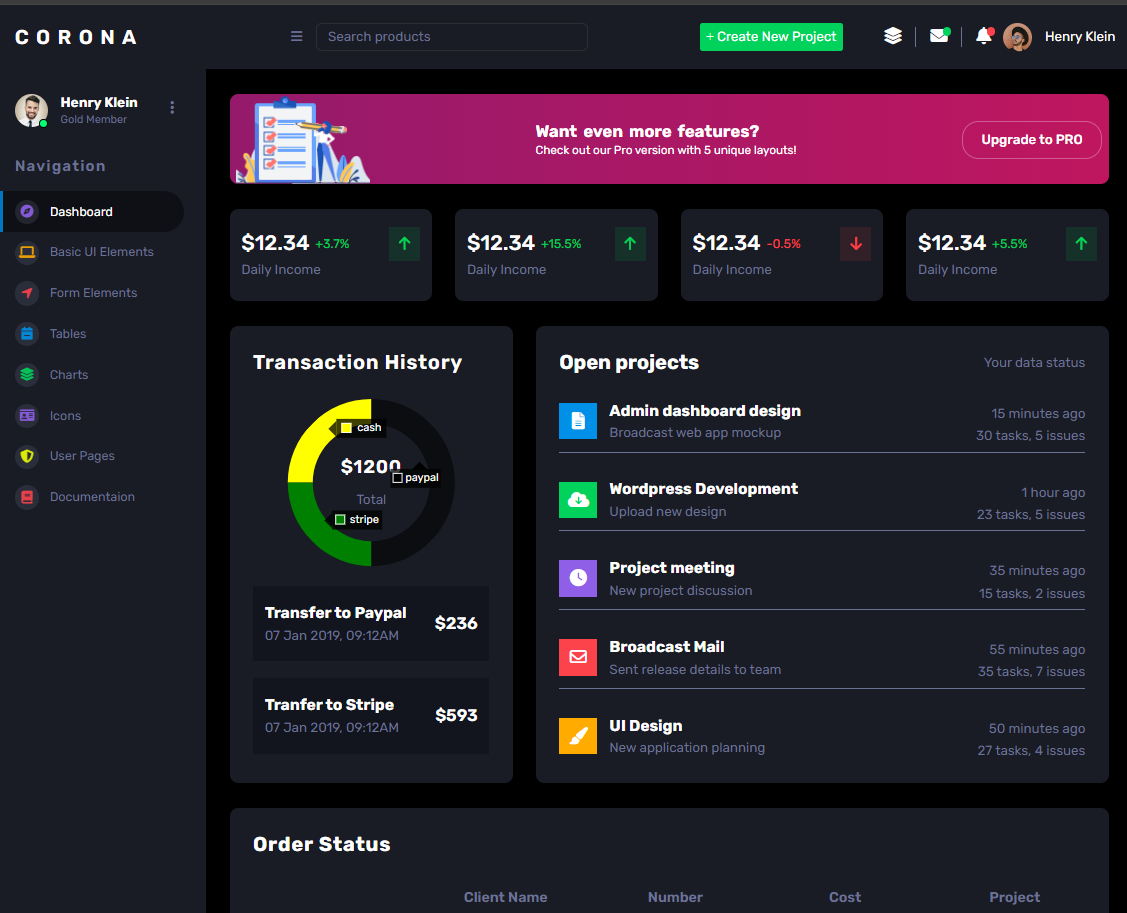 CORONA
Search products
+ Create New Project
Henry Klein
Henry Klein
Gold Member
Navigation
Dashboard
Basic UI Elements
Form Elements
Tables
Charts
Icons
User Pages
Documentaion
Want even more features?
Check out our Pro version with 5 unique layouts!
Upgrade to PRO
$12.34 +3.7%
Daily Income
$12.34 +15.5%
Daily Income
$12.34 -0.5%
Daily Income
$12.34 +5.5%
Daily Income
Transaction History
cash
$1200
paypal
Total
stripe
Transfer to Paypal
07 Jan 2019, 09:12AM
$236
Tranfer to Stripe
07 Jan 2019, 09:12AM
$593
Open projects
Your data status
Admin dashboard design
Broadcast web app mockup
15 minutes ago
30 tasks, 5 issues
Wordpress Development
Upload new design
1 hour ago
23 tasks, 5 issues
Project meeting
New project discussion
35 minutes ago
15 tasks, 2 issues
Broadcast Mail
Sent release details to team
55 minutes ago
35 tasks, 7 issues
UI Design
New application planning
50 minutes ago
27 tasks, 4 issues
Order Status
Client Name
Number
Cost
Project